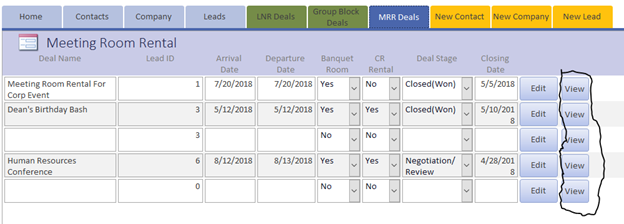 Home Contacts Company Leads LNR Deals Group Block Deals MRR Deals New Contact New Company New Lead
Meeting Room Rental
Deal Name Lead ID Arrival Date Departure Date Banquet Room CR Rental Deal Stage Closing Date
Meeting Room Rental For Corp Event 1 7/20/2018 7/20/2018 Yes No Closed(Won) 5/5/2018 Edit View
Dean's Birthday Bash 3 5/12/2018 5/12/2018 Yes Yes Closed(Won) 5/10/2018 Edit View
3 No No Edit View
Human Resources Conference 6 8/12/2018 8/13/2018 Yes Yes Negotiation/Review 4/28/2018 Edit View
0 No No Edit View